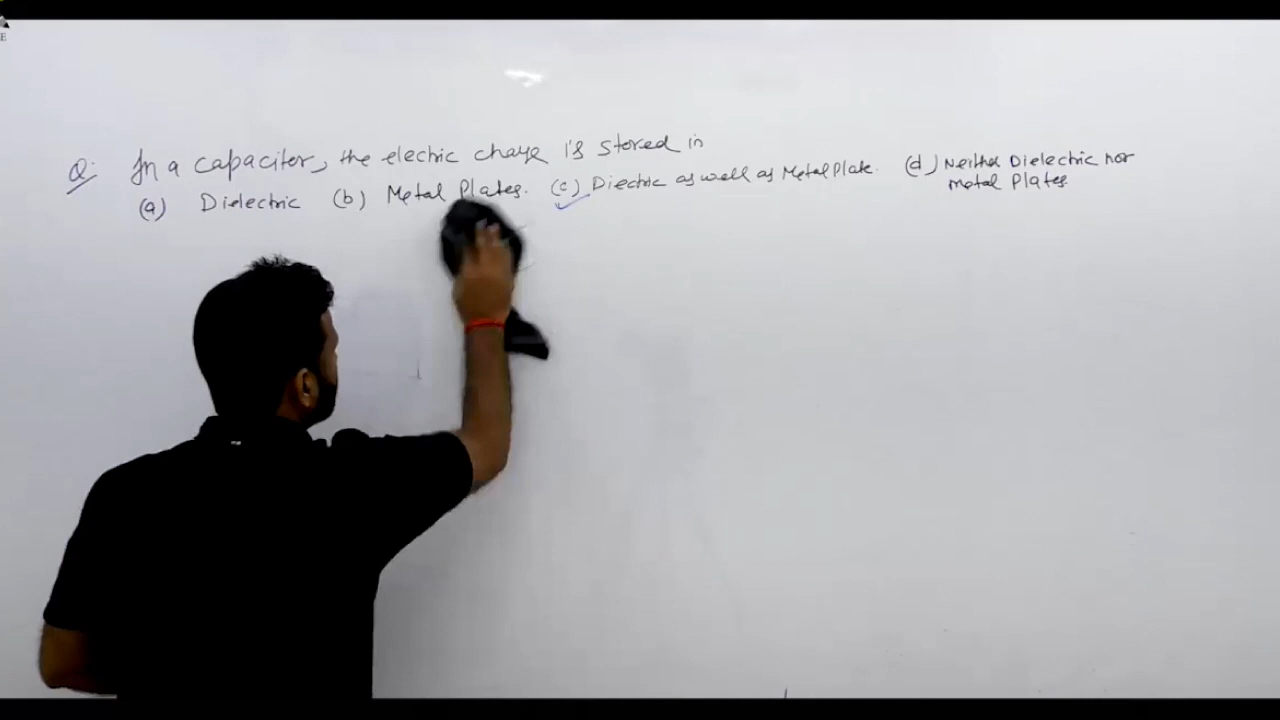 Q:- In a capacitor, the electric charge is stored in
(a) Dielectric (b) Metal Plates. (c) Diectric as well as Metal Plate. (d) Neither Dielectric nor
metal Plates.
E